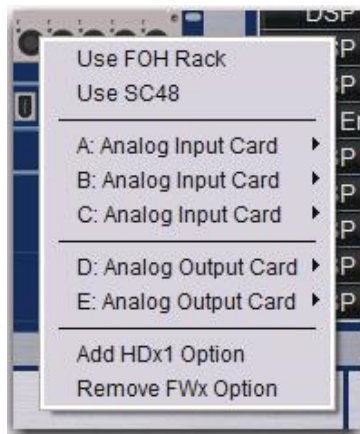 DSP
Use FOH Rack
Use SC48
A: Analog Input Card
B: Analog Input Card
C: Analog Input Card
D: Analog Output Card
E: Analog Output Card
Add HDx1 Option
Remove FWx Option